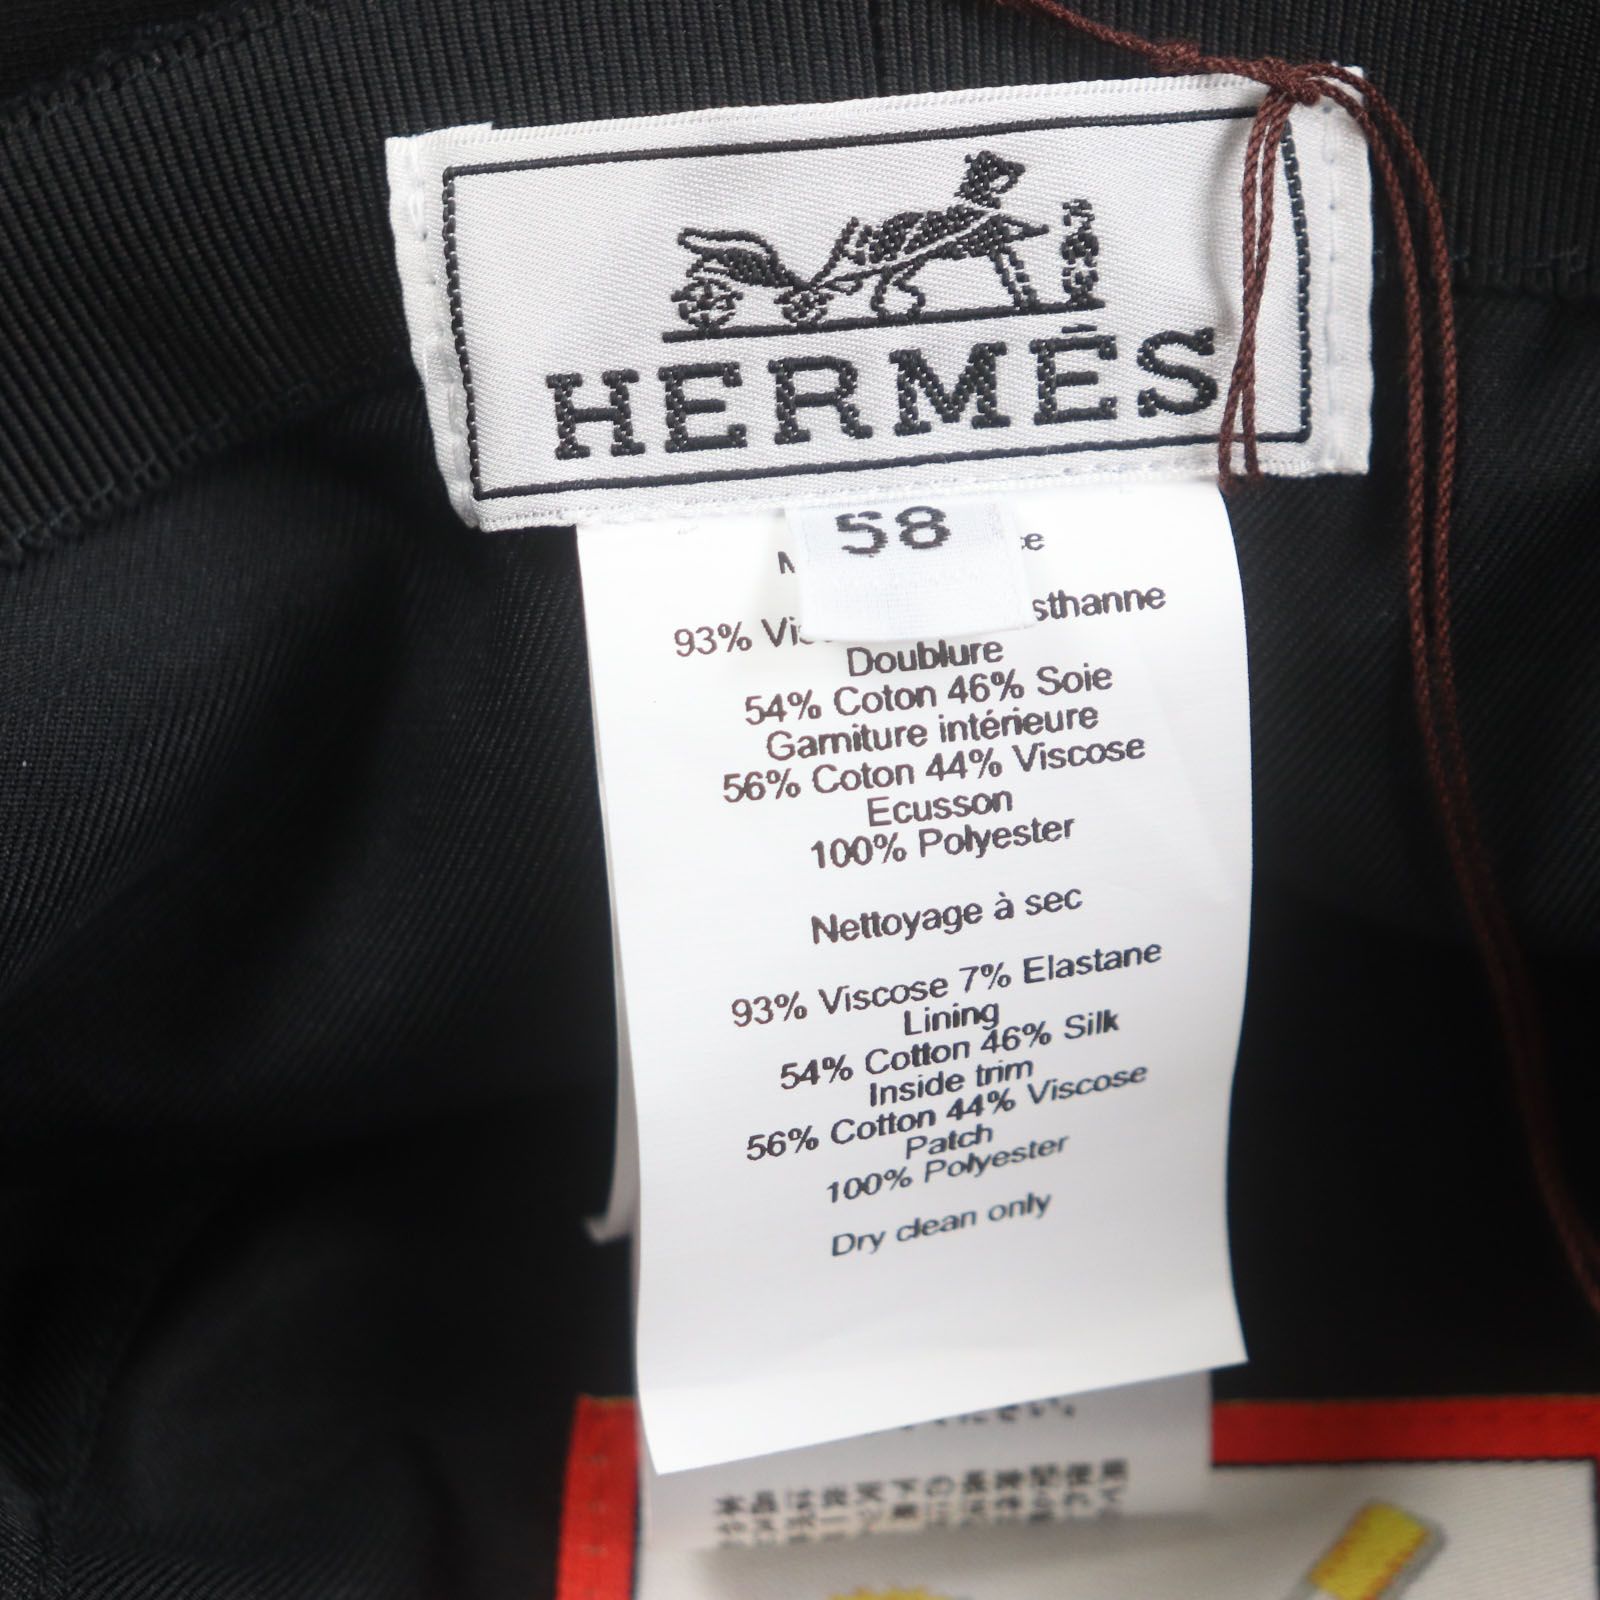 HERMÈS
58
93%
Doublure
54% Coton 46% Soie
Garniture intérieure
56% Coton 44% Viscose
Ecusson
100% Polyester
Nettoyage à sec
93% Viscose 7% Elastane
Lining
54% Cotton 46% Silk
Inside trim
56% Cotton 44% Viscose
Patch
100% Polyester
Dry clean only